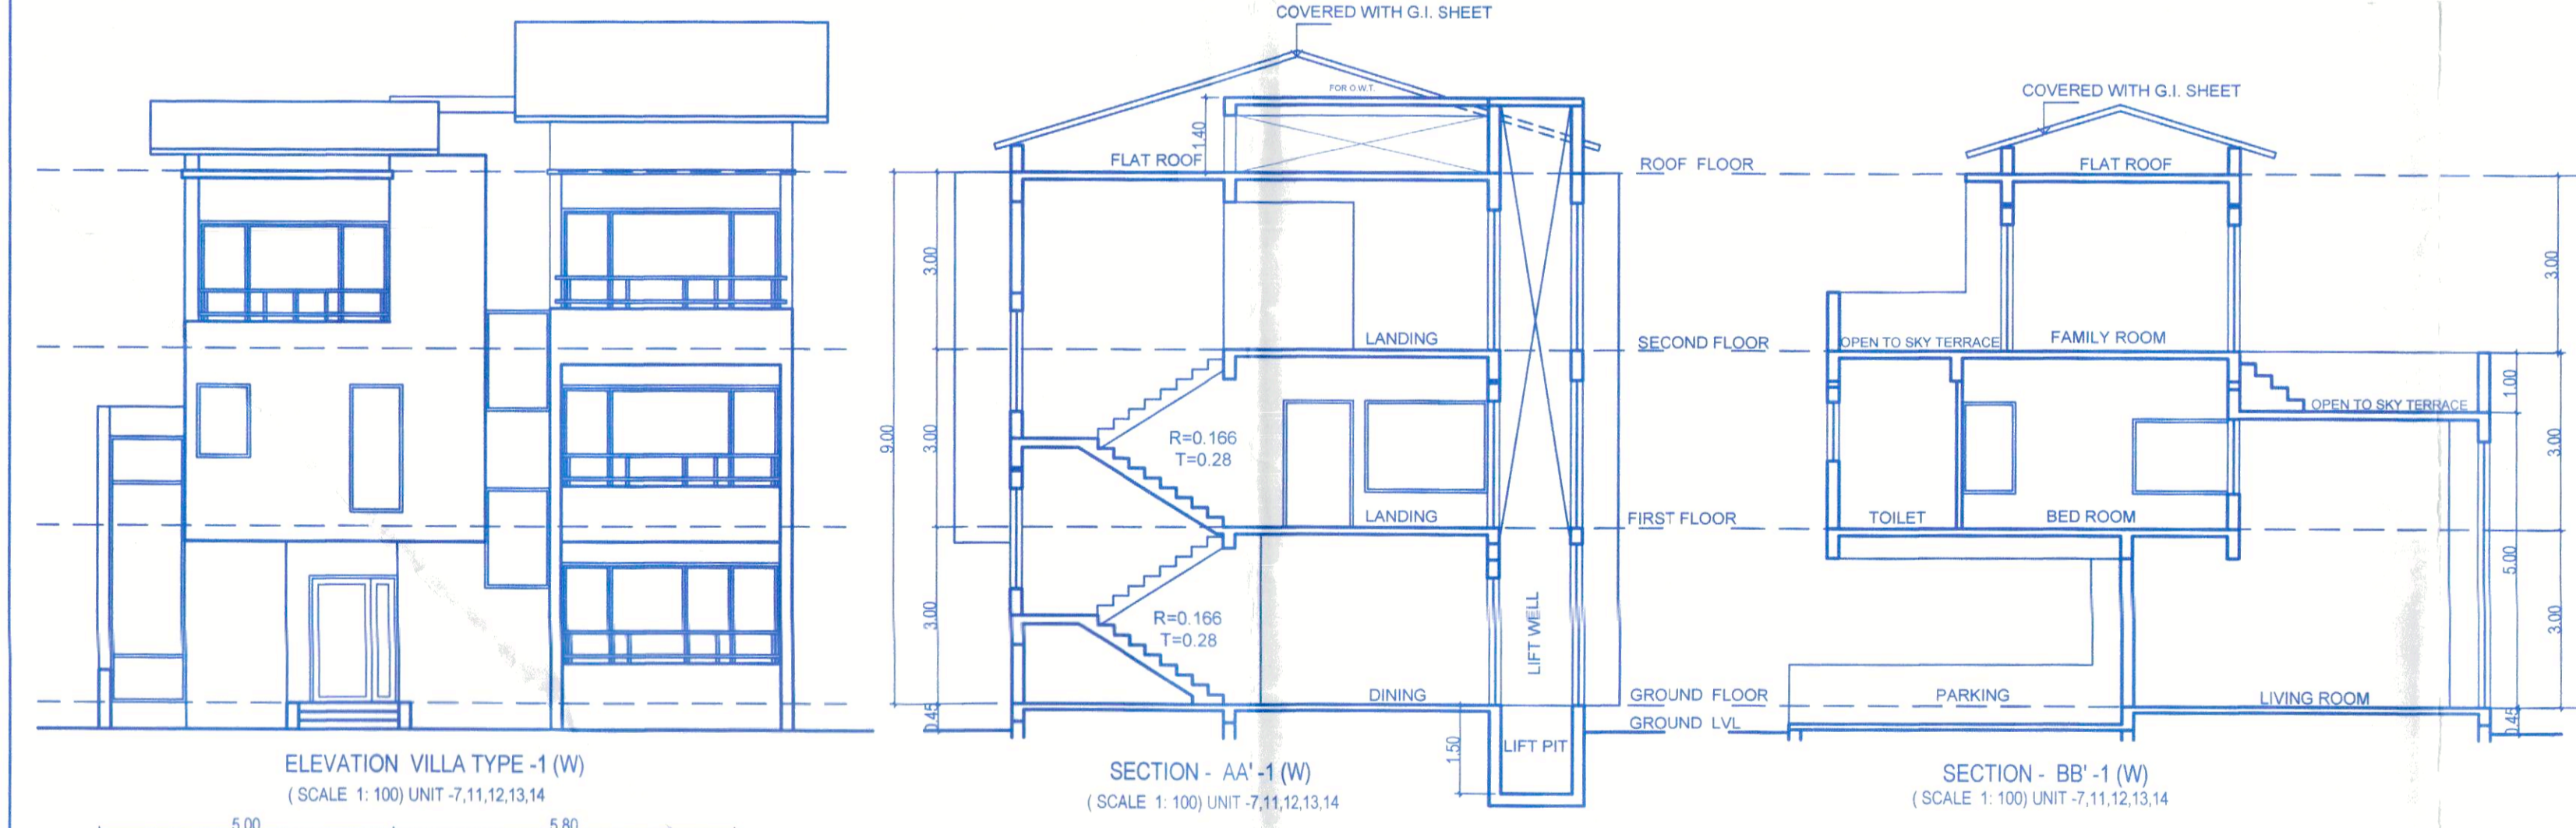 COVERED WITH G.I. SHEET
FOR O.W.T.
1.40
FLAT ROOF
ROOF FLOOR
3.00
LANDING
SECOND FLOOR
9.00
3.00
R=0.166
T=0.28
LANDING
FIRST FLOOR
3.00
R=0.166
T=0.28
LIFT WELL
DINING
GROUND FLOOR
0.45
GROUND LVL
1.50
LIFT PIT
COVERED WITH G.I. SHEET
FLAT ROOF
3.00
OPEN TO SKY TERRACE
FAMILY ROOM
1.00
OPEN TO SKY TERRACE
3.00
TOILET
BED ROOM
5.00
3.00
PARKING
LIVING ROOM
0.45
ELEVATION VILLA TYPE -1 (W)
( SCALE 1: 100) UNIT -7,11,12,13,14
SECTION - AA' -1 (W)
( SCALE 1: 100) UNIT -7,11,12,13,14
SECTION - BB' -1 (W)
( SCALE 1: 100) UNIT -7,11,12,13,14
5.00
5.80